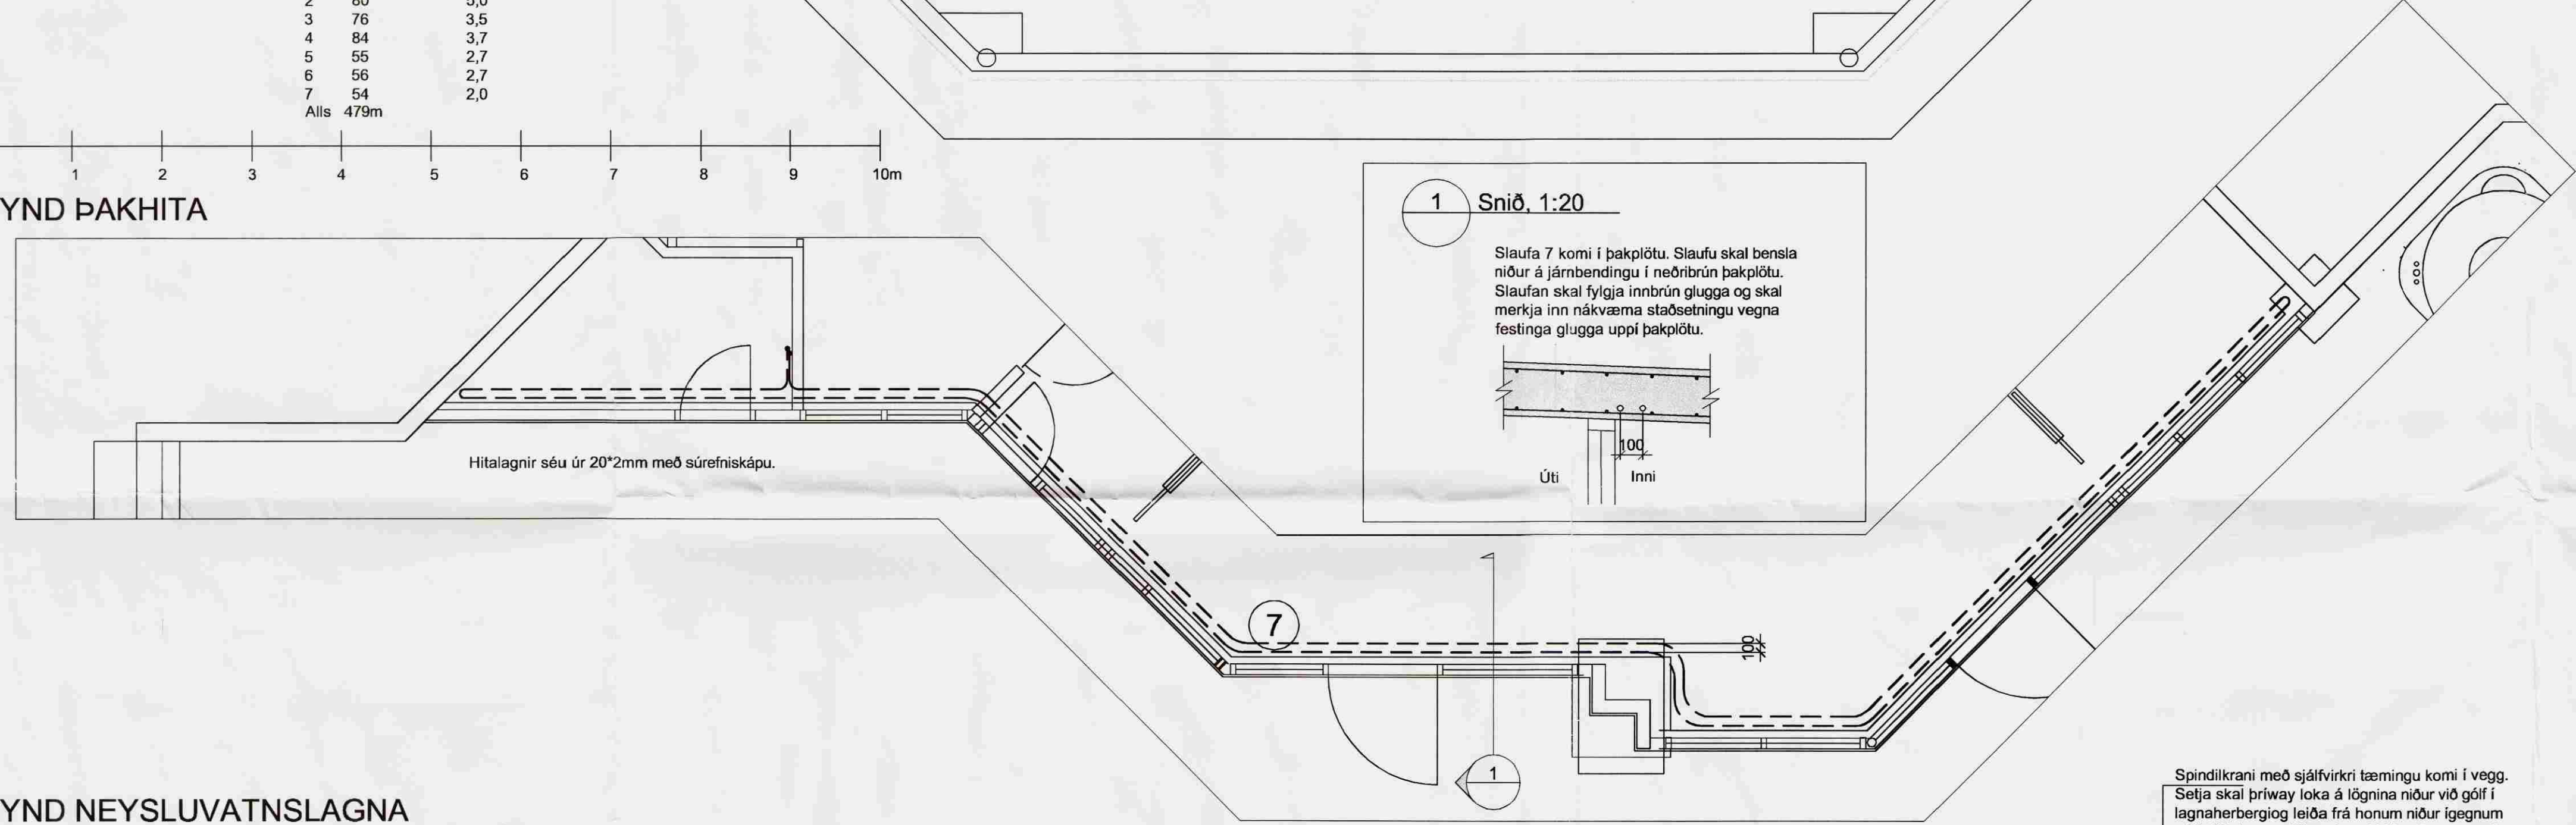 2 80 5,0
3 76 3,5
4 84 3,7
5 55 2,7
6 56 2,7
7 54 2,0
Alls 479m
1 2 3 4 5 6 7 8 9 10m
YND ÞAKHITA
1 Snið, 1:20
Slaufa 7 komi í þakplötu. Slaufu skal bensla
niður á járnbendingu í neðribrún þakplötu.
Slaufan skal fylgja innbrún glugga og skal
merkja inn nákvæma staðsetningu vegna
festinga glugga uppí þakplötu.
100
Úti Inni
Hitalagnir séu úr 20*2mm með súrefniskápu.
7
100
1
YND NEYSLUVATNSLAGNA
Spindilkrani með sjálfvirkri tæmingu komi í vegg.
Setja skal þríway loka á lögnina niður við gólf í
lagnaherbergiog leiða frá honum niður ígegnum